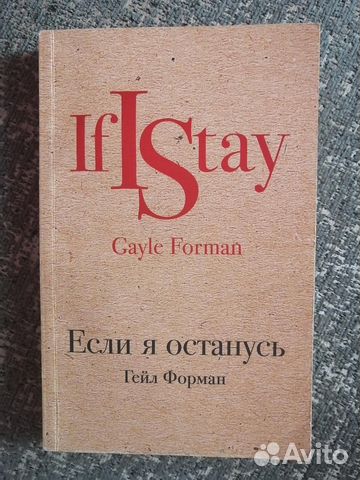 If I Stay
Gayle Forman
Если я останусь
Гейл Форман
Avito